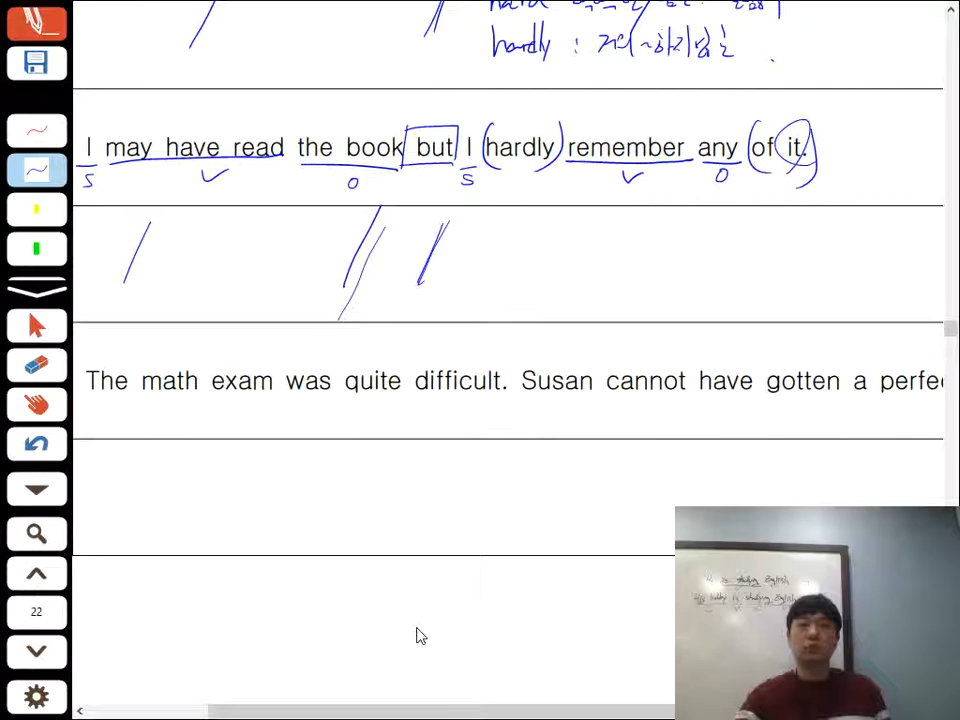 hardly : 거의 ~하지 않는
I may have read the book but I (hardly) remember any (of it.)
S V O S V O
The math exam was quite difficult. Susan cannot have gotten a perfe
22